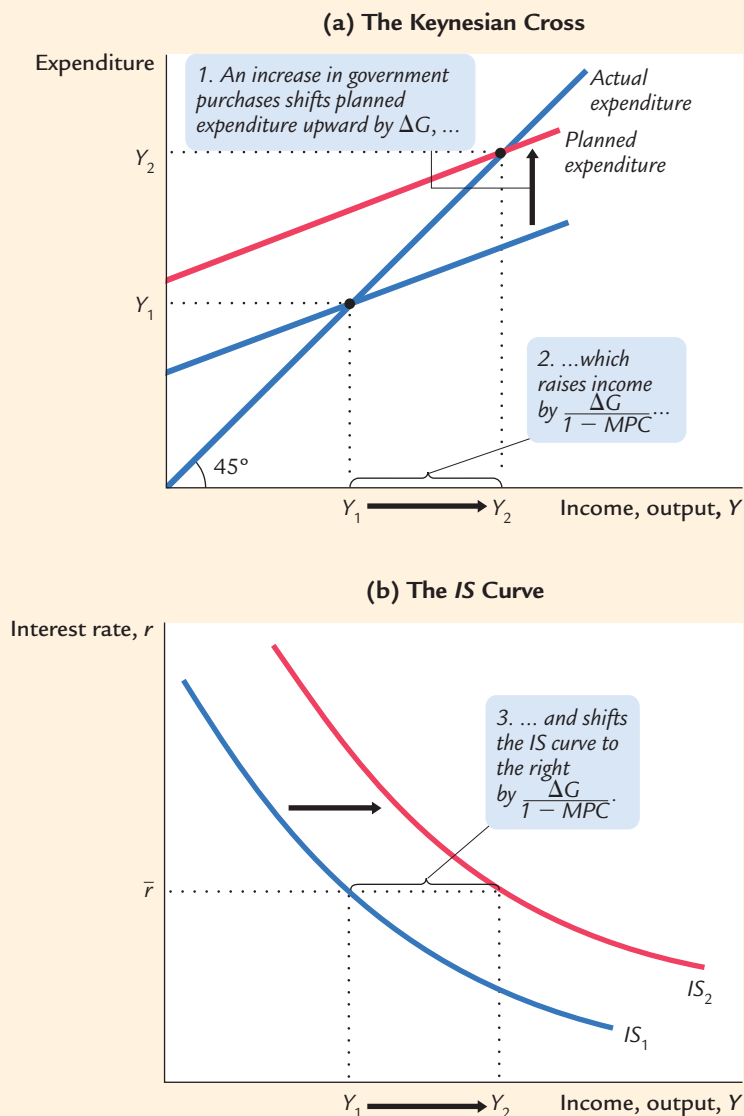 (a) The Keynesian Cross
Expenditure
1. An increase in government
purchases shifts planned
expenditure upward by ΔG, ...
Actual
expenditure
Planned
expenditure
Y₂
Y₁
2. ...which
raises income
by ΔG/(1 − MPC)...
45°
Y₁
Y₂
Income, output, Y
(b) The IS Curve
Interest rate, r
3. ... and shifts
the IS curve to
the right
by ΔG/(1 − MPC).
r̄
IS₂
IS₁
Y₁
Y₂
Income, output, Y